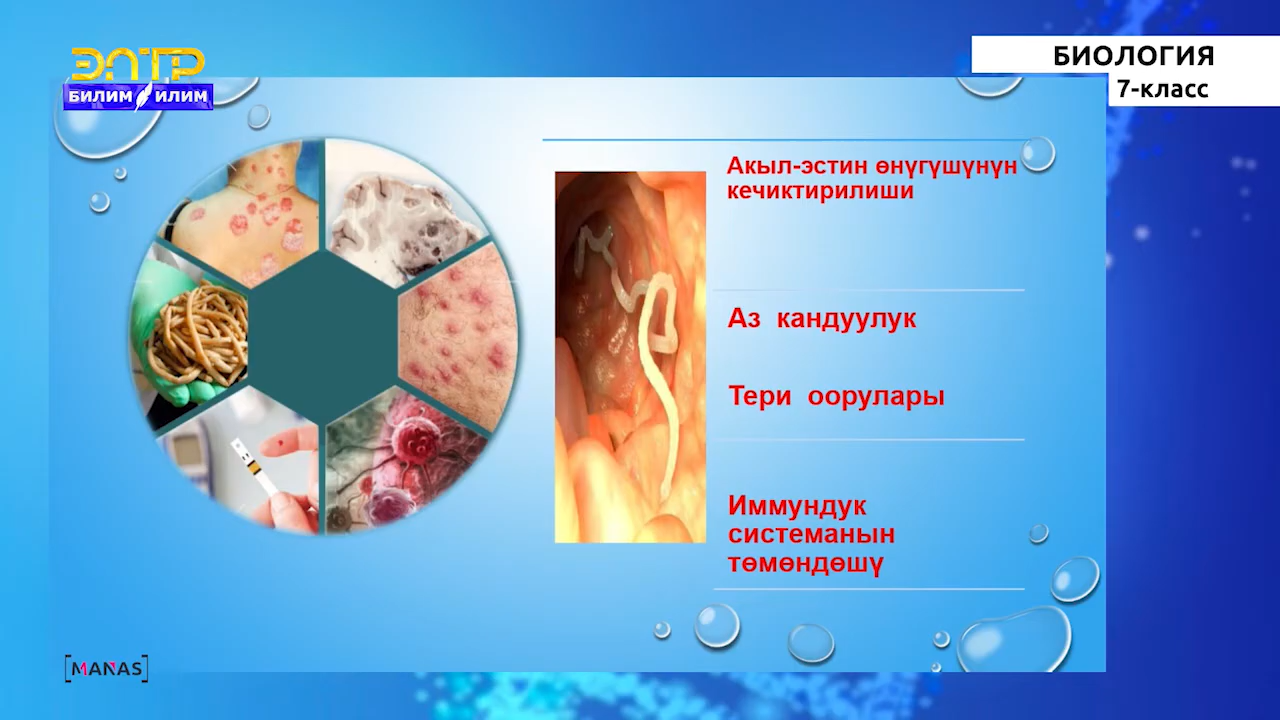 ЭЛТР
БИЛИМ ИЛИМ
БИОЛОГИЯ
7-класс
Акыл-эстин өнүгүшүнүн
кечиктирилиши
Аз кандуулук
Тери оорулары
Иммундук
системанын
төмөндөшү
[MANAS]